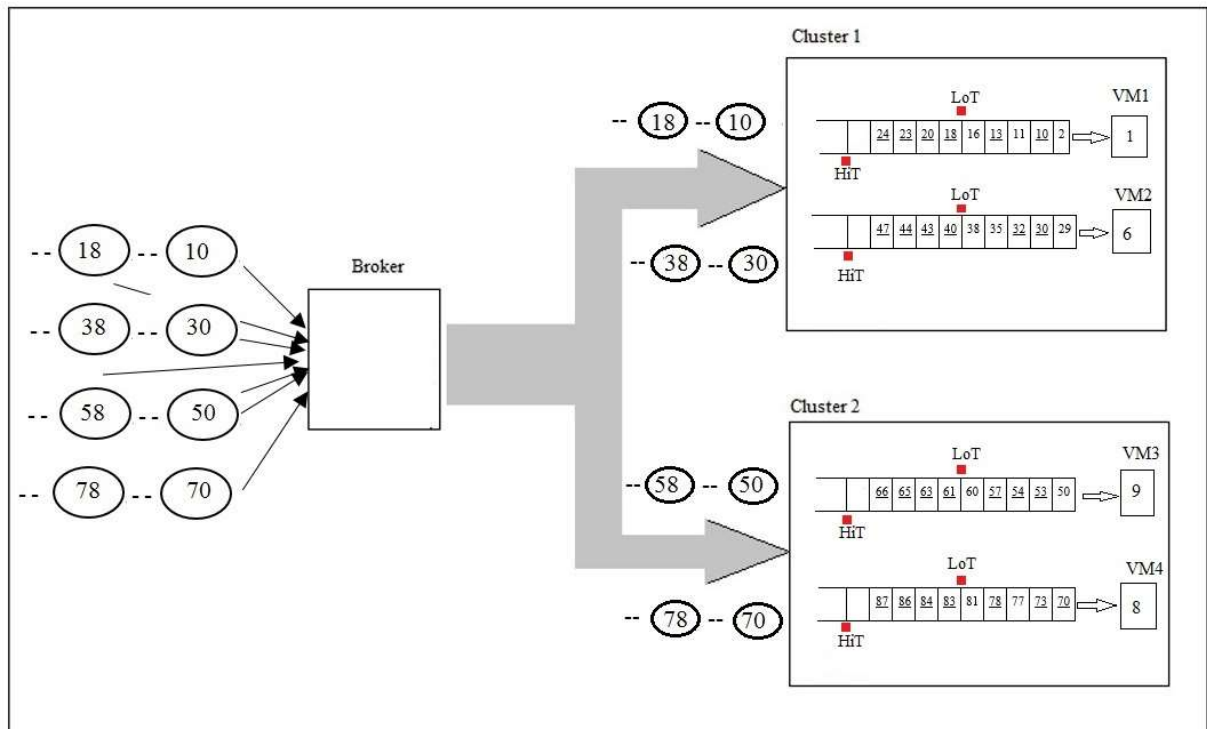 Cluster 1
LoT VM1
-- 18 -- 10
24 23 20 18 16 13 11 10 2 1
HiT
LoT VM2
47 44 43 40 38 35 32 30 29 6
HiT
-- 38 -- 30
-- 18 -- 10
Broker
-- 38 -- 30
-- 58 -- 50
-- 78 -- 70
Cluster 2
LoT VM3
-- 58 -- 50
66 65 63 61 60 57 54 53 50 9
HiT
LoT VM4
87 86 84 83 81 78 77 73 70 8
HiT
-- 78 -- 70